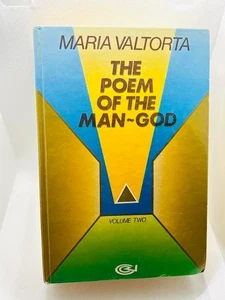 MARIA VALTORTA
THE
POEM
OF THE
MAN~GOD
VOLUME TWO